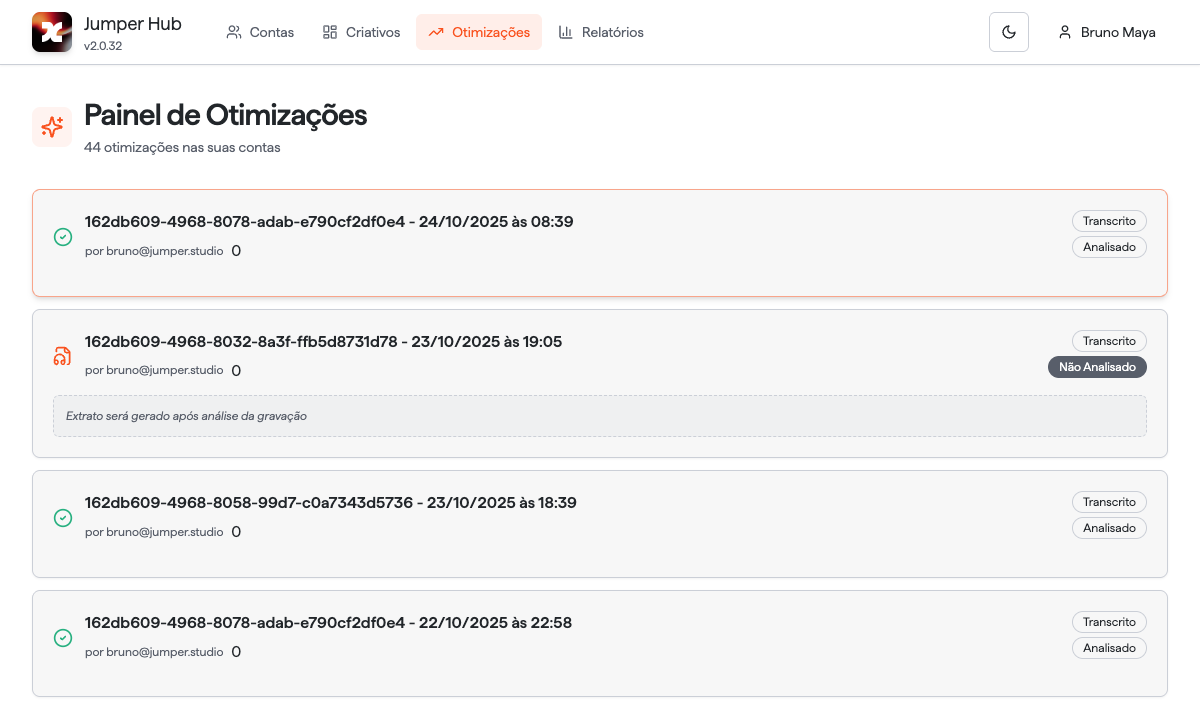 Jumper Hub
v2.0.32
Contas
Criativos
Otimizações
Relatórios
Bruno Maya
Painel de Otimizações
44 otimizações nas suas contas
162db609-4968-8078-adab-e790cf2df0e4 - 24/10/2025 às 08:39
por bruno@jumper.studio 0
Transcrito
Analisado
162db609-4968-8032-8a3f-ffb5d8731d78 - 23/10/2025 às 19:05
por bruno@jumper.studio 0
Transcrito
Não Analisado
Extrato será gerado após análise da gravação
162db609-4968-8058-99d7-c0a7343d5736 - 23/10/2025 às 18:39
por bruno@jumper.studio 0
Transcrito
Analisado
162db609-4968-8078-adab-e790cf2df0e4 - 22/10/2025 às 22:58
por bruno@jumper.studio 0
Transcrito
Analisado